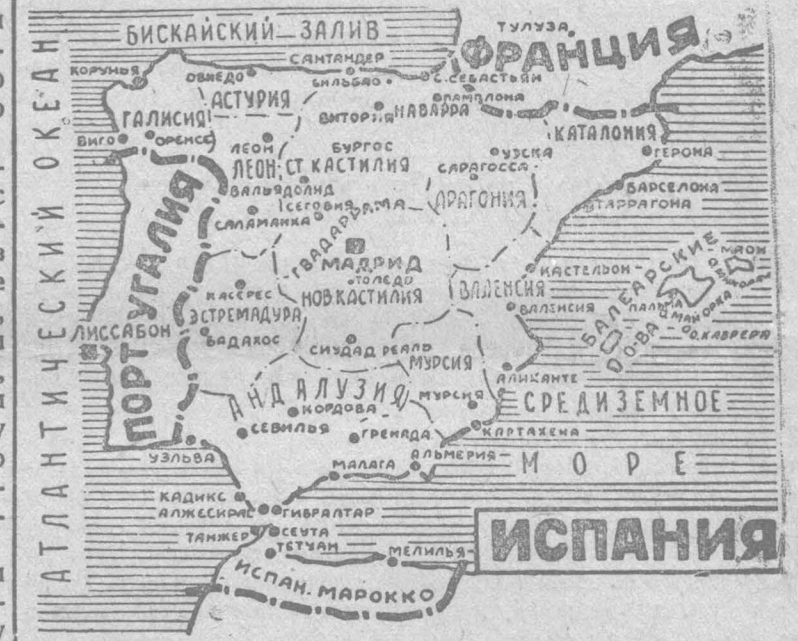 БИСКАЙСКИЙ ЗАЛИВ
ТУЛУЗА
ФРАНЦИЯ
АТЛАНТИЧЕСКИЙ ОКЕАН
КОРУНЬЯ
ОВИЕДО
САНТАНДЕР
БИЛЬБАО
С. СЕБАСТЬЯН
АСТУРИЯ
ПАМПЛОНА
ГАЛИСИЯ
ВИТОРИЯ
НАВАРРА
КАТАЛОНИЯ
ВИГО
ОРЕНСЕ
ЛЕОН
БУРГОС
УЭСКА
ГЕРОНА
ЛЕОН
СТ. КАСТИЛИЯ
САРАГОССА
ВАЛЬЯДОЛИД
БАРСЕЛОНА
СЕГОВИЯ
АРАГОНИЯ
ТАРРАГОНА
САЛАМАНКА
ГВАДАРРАМА
ПОРТУГАЛИЯ
МАДРИД
КАСТЕЛЬОН
БАЛЕАРСКИЕ
О-ВА
МАОН
ТОЛЕДО
КАСЕРЕС
НОВ. КАСТИЛИЯ
ВАЛЕНСИЯ
ВАЛЕНСИЯ
ПАЛЬМА
МАЙОРКА
ЭСТРЕМАДУРА
ЛИССАБОН
БАДАХОС
СИУДАД РЕАЛЬ
МУРСИЯ
АЛИКАНТЕ
АНДАЛУЗИЯ
МУРСИЯ
СРЕДИЗЕМНОЕ
КОРДОВА
СЕВИЛЬЯ
ГРЕНАДА
КАРТАХЕНА
УЭЛЬВА
МАЛАГА
АЛЬМЕРИЯ
МОРЕ
КАДИКС
АЛЖЕСИРАС
ГИБРАЛТАР
ТАНЖЕР
СЕУТА
ТЕТУАН
МЕЛИЛЬЯ
ИСПАНИЯ
ИСПАН. МАРОККО